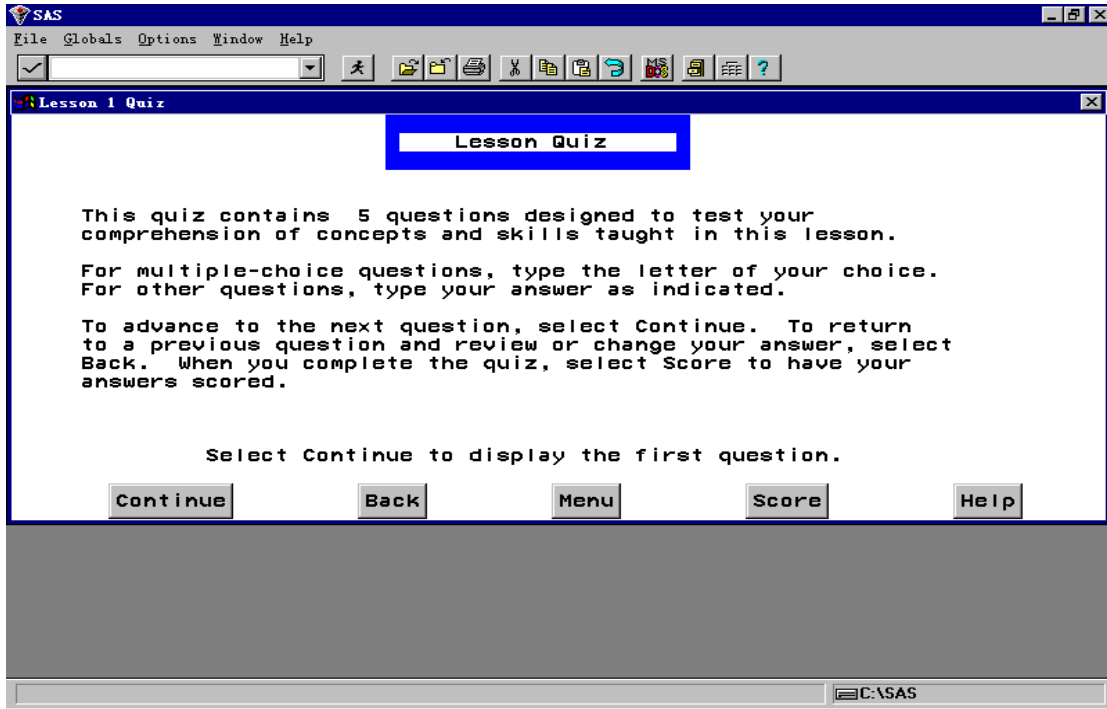 SAS
File Globals Options Window Help
MS DOS
?
Lesson 1 Quiz
Lesson Quiz
This quiz contains 5 questions designed to test your
comprehension of concepts and skills taught in this lesson.
For multiple-choice questions, type the letter of your choice.
For other questions, type your answer as indicated.
To advance to the next question, select Continue. To return
to a previous question and review or change your answer, select
Back. When you complete the quiz, select Score to have your
answers scored.
Select Continue to display the first question.
Continue Back Menu Score Help
C:\SAS